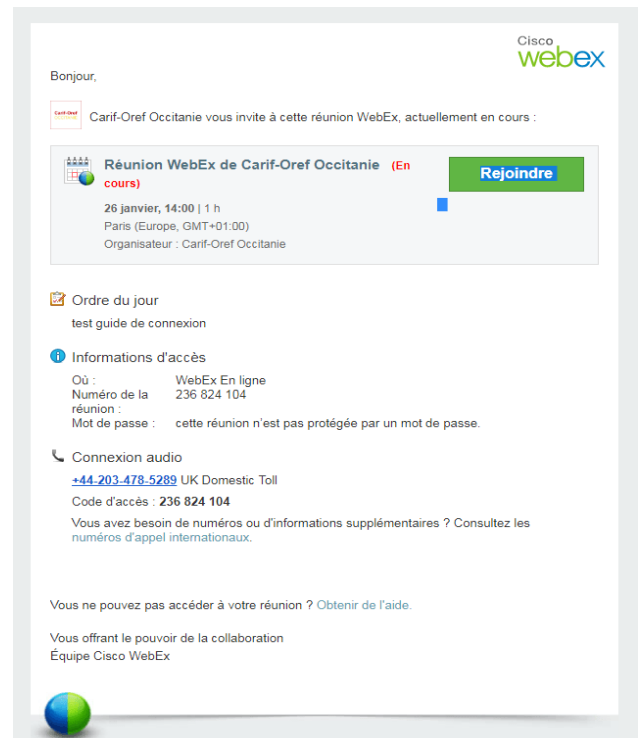 Cisco
webex
Bonjour,
Carif-Oref
Carif-Oref Occitanie vous invite à cette réunion WebEx, actuellement en cours :
Réunion WebEx de Carif-Oref Occitanie (En
cours)
Rejoindre
26 janvier, 14:00 | 1 h
Paris (Europe, GMT+01:00)
Organisateur : Carif-Oref Occitanie
Ordre du jour
test guide de connexion
Informations d'accès
Où : WebEx En ligne
Numéro de la 236 824 104
réunion :
Mot de passe : cette réunion n'est pas protégée par un mot de passe.
Connexion audio
+44-203-478-5289 UK Domestic Toll
Code d'accès : 236 824 104
Vous avez besoin de numéros ou d'informations supplémentaires ? Consultez les
numéros d'appel internationaux.
Vous ne pouvez pas accéder à votre réunion ? Obtenir de l'aide.
Vous offrant le pouvoir de la collaboration
Équipe Cisco WebEx